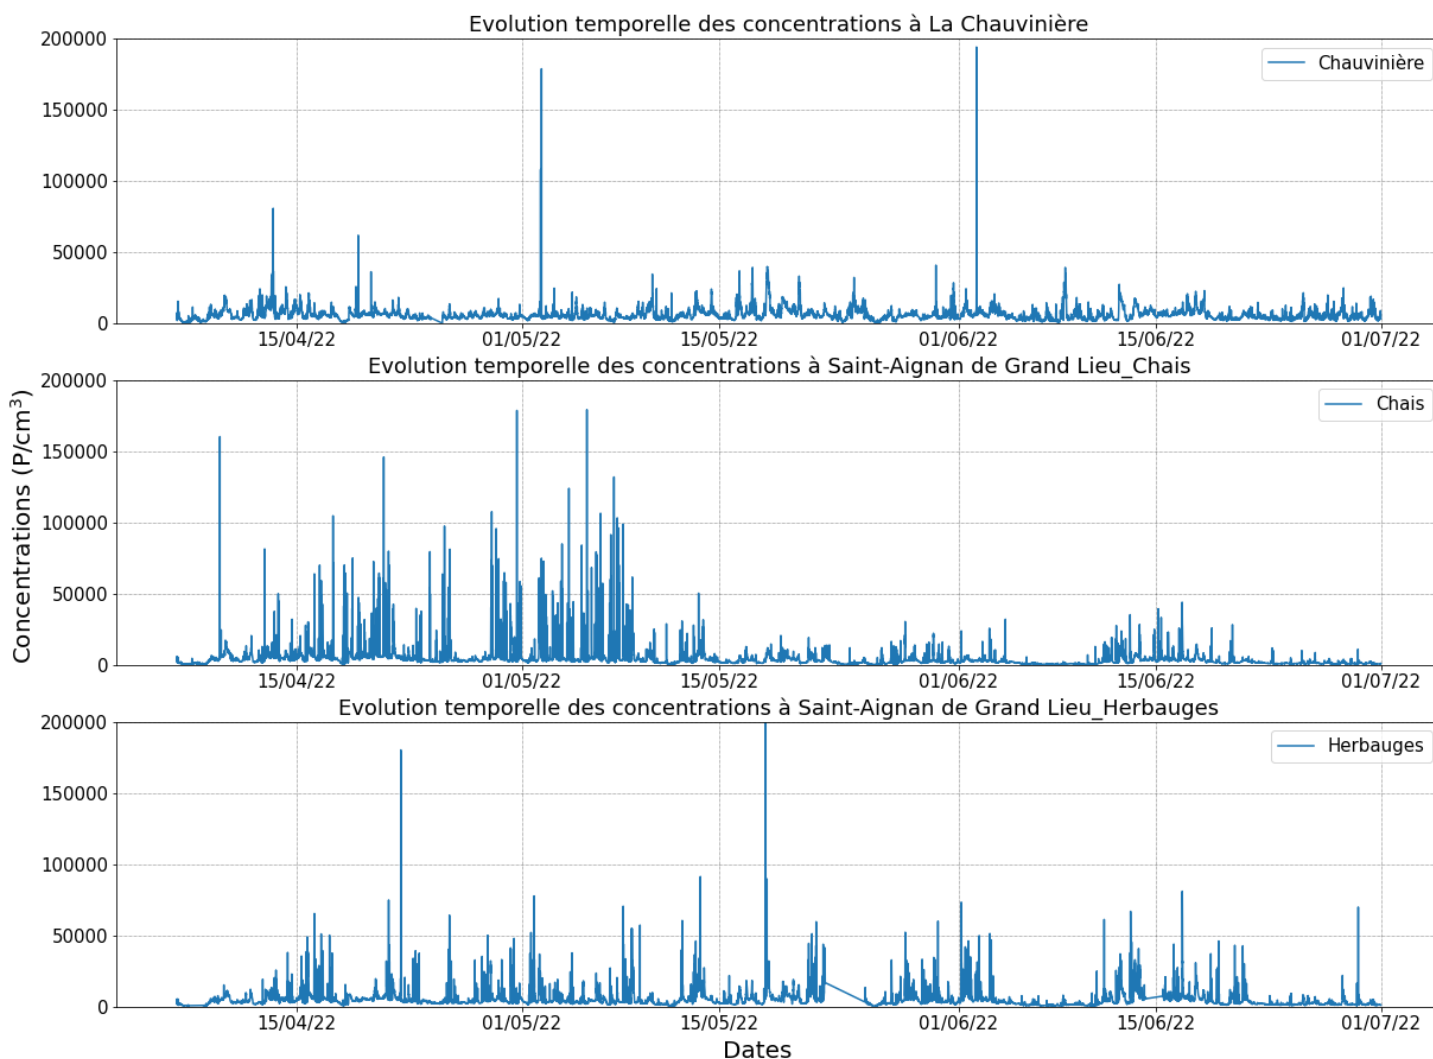 Evolution temporelle des concentrations à La Chauvinière
200000
150000
100000
50000
0
Chauvinière
15/04/22 01/05/22 15/05/22 01/06/22 15/06/22 01/07/22
Evolution temporelle des concentrations à Saint-Aignan de Grand Lieu_Chais
Concentrations (P/cm³)
200000
150000
100000
50000
0
Chais
15/04/22 01/05/22 15/05/22 01/06/22 15/06/22 01/07/22
Evolution temporelle des concentrations à Saint-Aignan de Grand Lieu_Herbauges
200000
150000
100000
50000
0
Herbauges
15/04/22 01/05/22 15/05/22 01/06/22 15/06/22 01/07/22
Dates